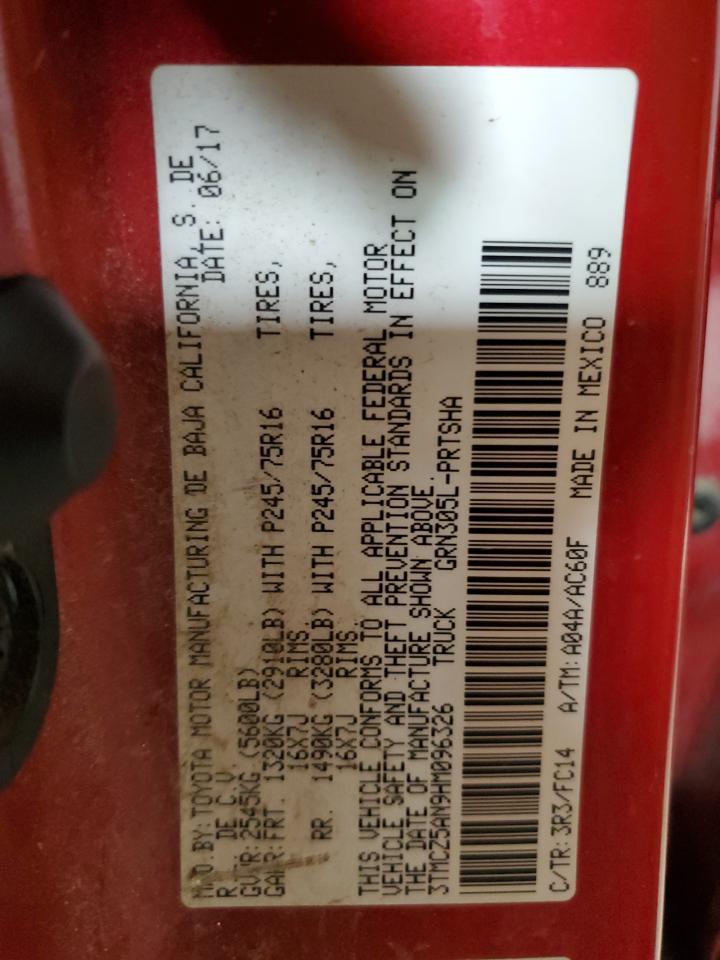 MFD.BY:TOYOTA MOTOR MANUFACTURING DE BAJA CALIFORNIA, S. DE
R. L. DE C.V. DATE: 06/17
GVWR:2545KG (5600LB)
GAWR:FRT. 1320KG (2910LB) WITH P245/75R16 TIRES,
16X7J RIMS.
RR. 1490KG (3280LB) WITH P245/75R16 TIRES,
16X7J RIMS.
THIS VEHICLE CONFORMS TO ALL APPLICABLE FEDERAL MOTOR
VEHICLE SAFETY AND THEFT PREVENTION STANDARDS IN EFFECT ON
THE DATE OF MANUFACTURE SHOWN ABOVE.
3TMCZ5AN9HM096326 TRUCK GRN305L-PRTSHA
C/TR:3R3/FC14 A/TM:A04A/AC60F MADE IN MEXICO 889